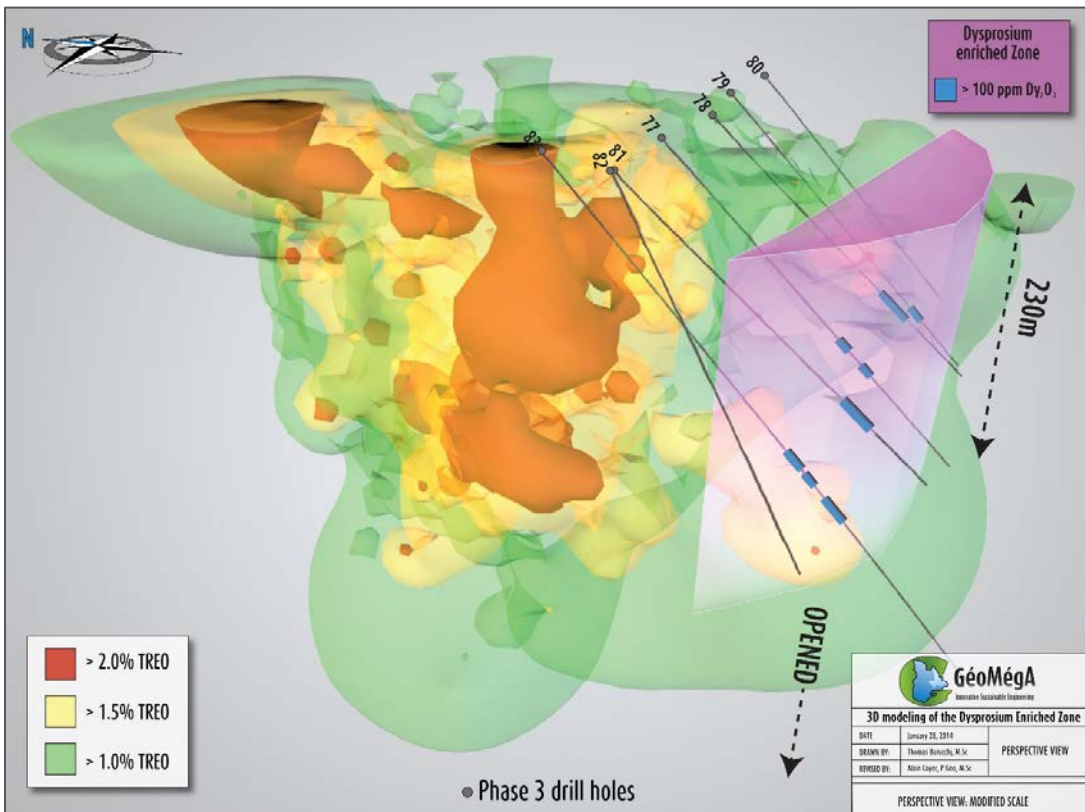 N
Dysprosium
enriched Zone
> 100 ppm Dy₂O₃
80
79
78
77
83
81
82
230m
OPENED
> 2.0% TREO
> 1.5% TREO
> 1.0% TREO
Phase 3 drill holes
GéoMégA
Innovative Sustainable Engineering
3D modeling of the Dysprosium Enriched Zone
DATE January 28, 2014
DRAWN BY: Thomas Barucchi, M.Sc
REVISED BY: Alain Cayer, P.Geo, M.Sc
PERSPECTIVE VIEW
PERSPECTIVE VIEW: MODIFIED SCALE